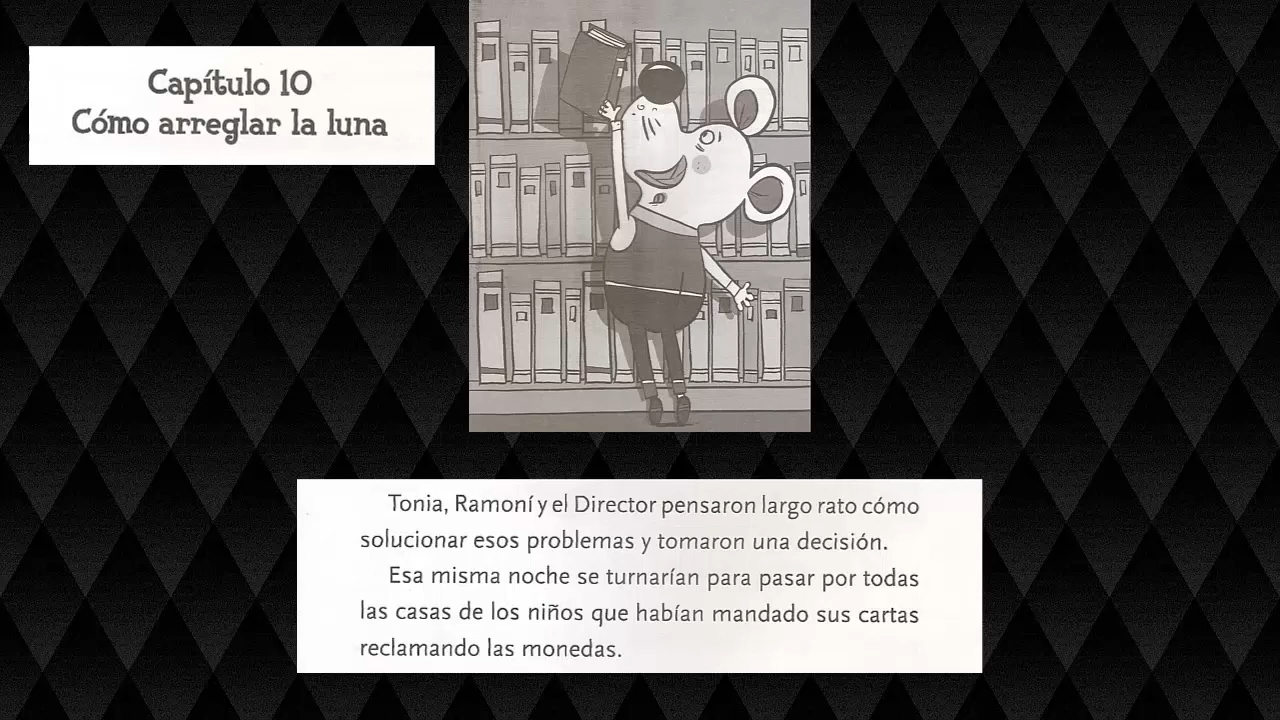 Capítulo 10
Cómo arreglar la luna
Tonia, Ramoní y el Director pensaron largo rato cómo
solucionar esos problemas y tomaron una decisión.
Esa misma noche se turnarían para pasar por todas
las casas de los niños que habían mandado sus cartas
reclamando las monedas.